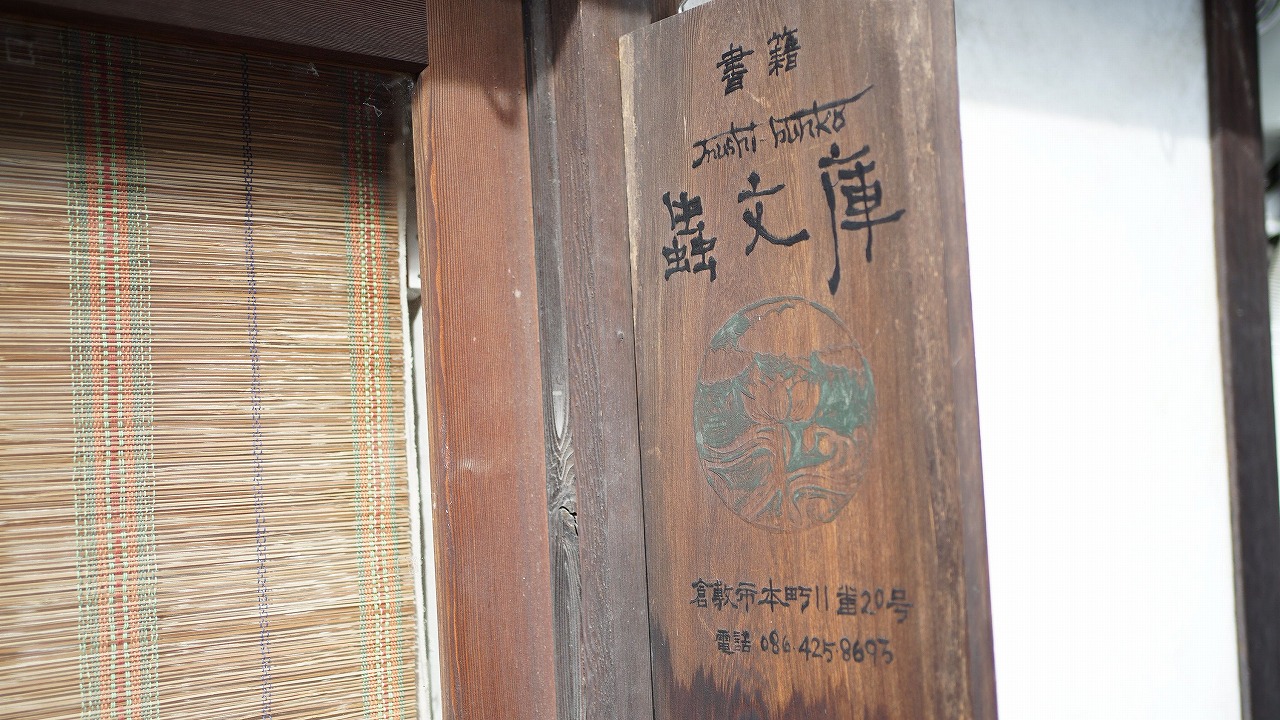 書籍
mushi-bunko
蟲文庫
倉敷市本町11番20号
電話 086-425-8693